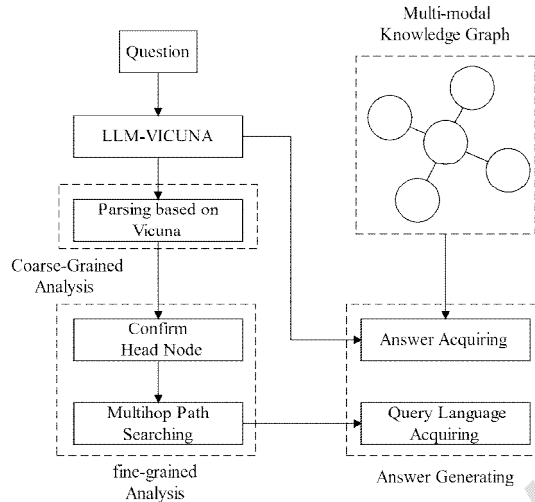 Multi-modal
Knowledge Graph
Question
LLM-VICUNA
Parsing based on
Vicuna
Coarse-Grained
Analysis
Confirm
Head Node
Answer Acquiring
Multihop Path
Searching
Query Language
Acquiring
fine-grained
Analysis
Answer Generating